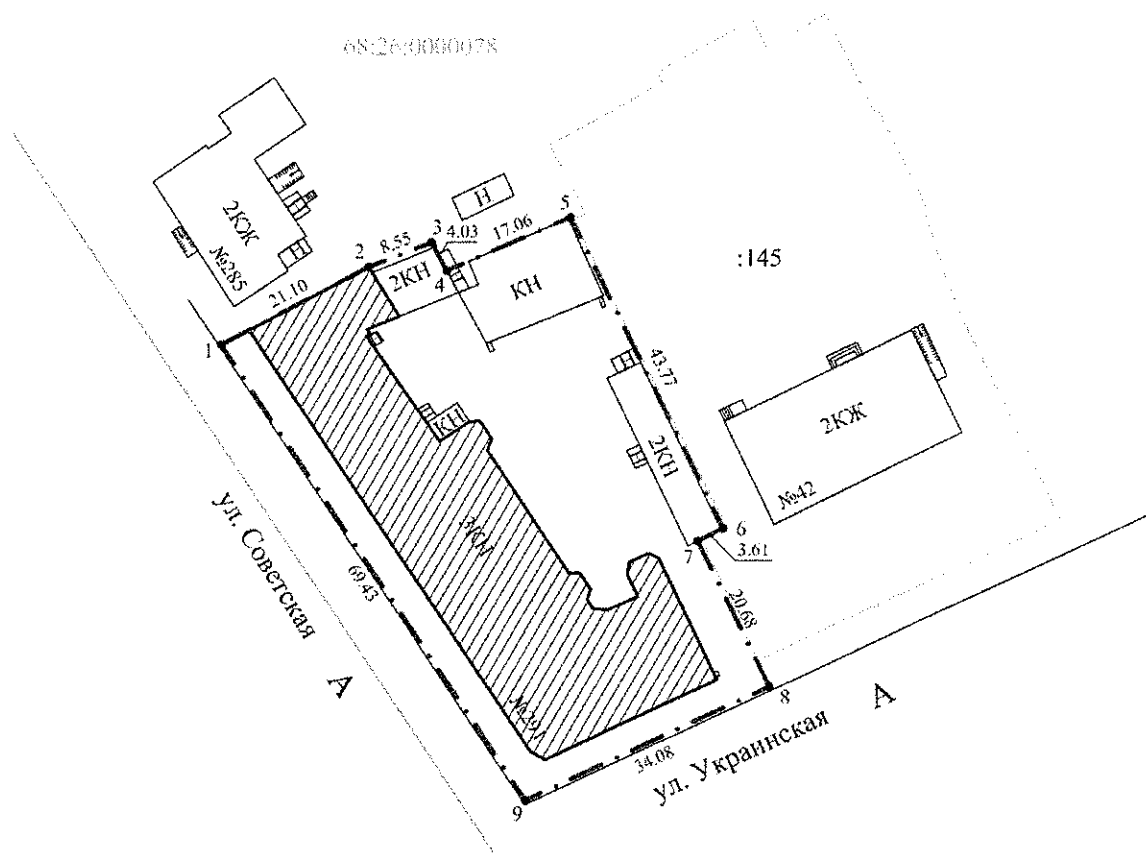 68:26:0000078
2КЖ
№285
Н
Н
1
21.10
2
8.55
3
4.03
4
17.06
5
2КН
КН
:145
43.77
Н
2КН
Н
2КЖ
№42
6
7
3.61
20.68
КН
ул. Советская
А
69.43
8
34.08
9
ул. Украинская
А